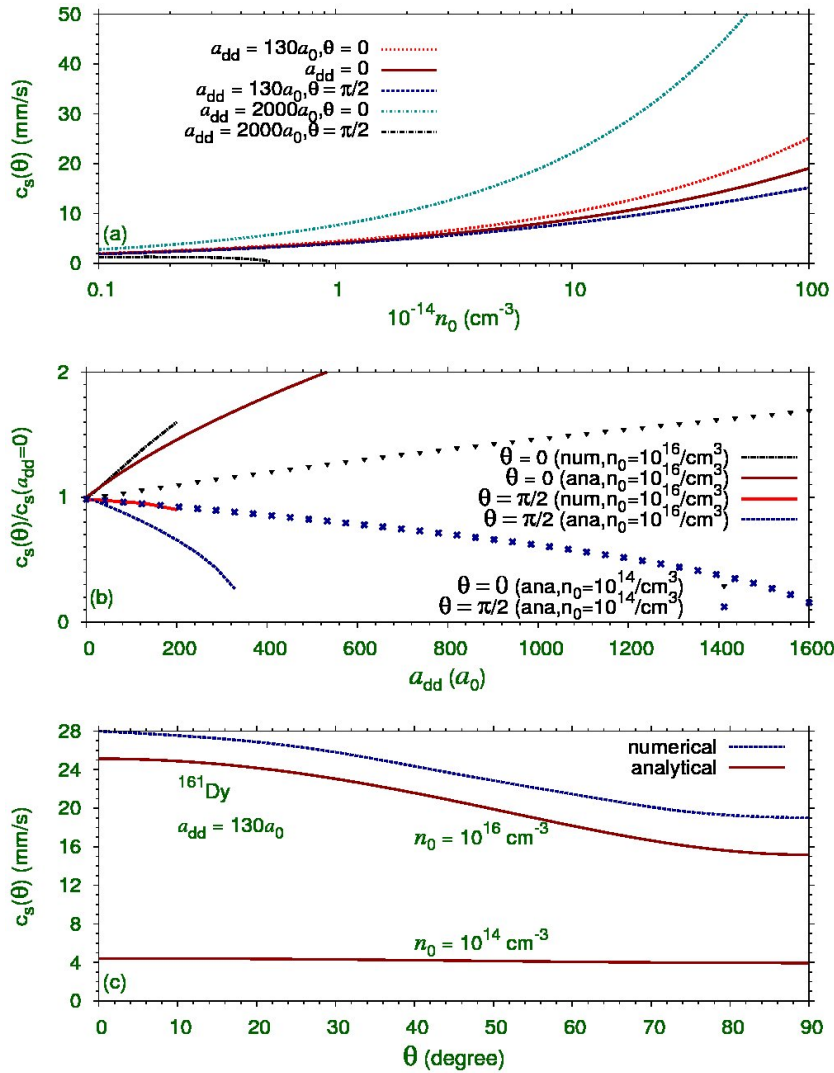 50
40
30
20
10
0
c_s(θ) (mm/s)
a_dd = 130a_0,θ = 0
a_dd = 0
a_dd = 130a_0,θ = π/2
a_dd = 2000a_0,θ = 0
a_dd = 2000a_0,θ = π/2
(a)
0.1 1 10 100
10^-14 n_0 (cm^-3)
2
1
0
c_s(θ)/c_s(a_dd=0)
θ = 0 (num,n_0=10^16/cm^3)
θ = 0 (ana,n_0=10^16/cm^3)
θ = π/2 (num,n_0=10^16/cm^3)
θ = π/2 (ana,n_0=10^16/cm^3)
θ = 0 (ana,n_0=10^14/cm^3)
θ = π/2 (ana,n_0=10^14/cm^3)
(b)
0 200 400 600 800 1000 1200 1400 1600
a_dd (a_0)
28
24
20
16
12
8
4
0
c_s(θ) (mm/s)
numerical
analytical
^161Dy
a_dd = 130a_0
n_0 = 10^16 cm^-3
n_0 = 10^14 cm^-3
(c)
0 10 20 30 40 50 60 70 80 90
θ (degree)